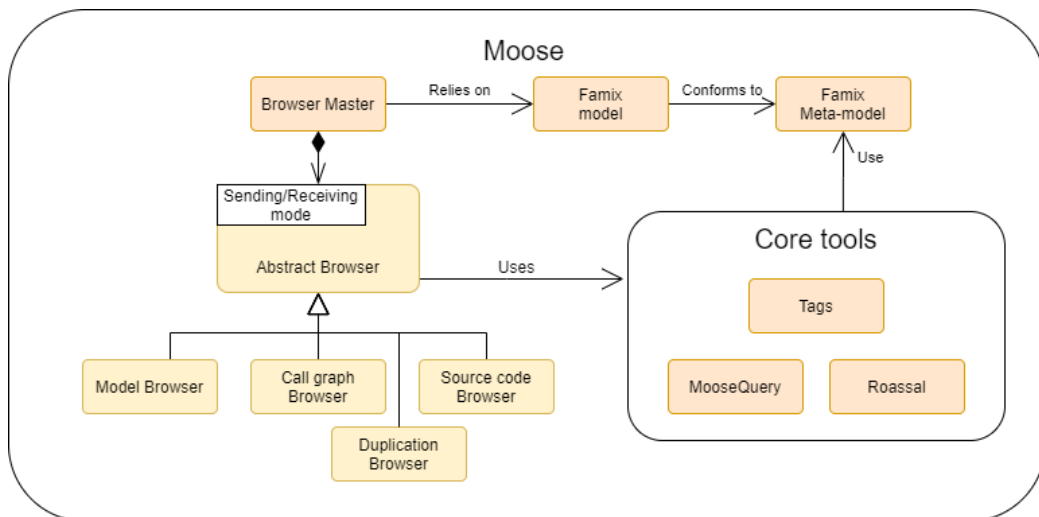 Moose
Browser Master
Relies on
Famix
model
Conforms to
Famix
Meta-model
Use
Sending/Receiving
mode
Abstract Browser
Uses
Core tools
Tags
MooseQuery
Roassal
Model Browser
Call graph
Browser
Source code
Browser
Duplication
Browser